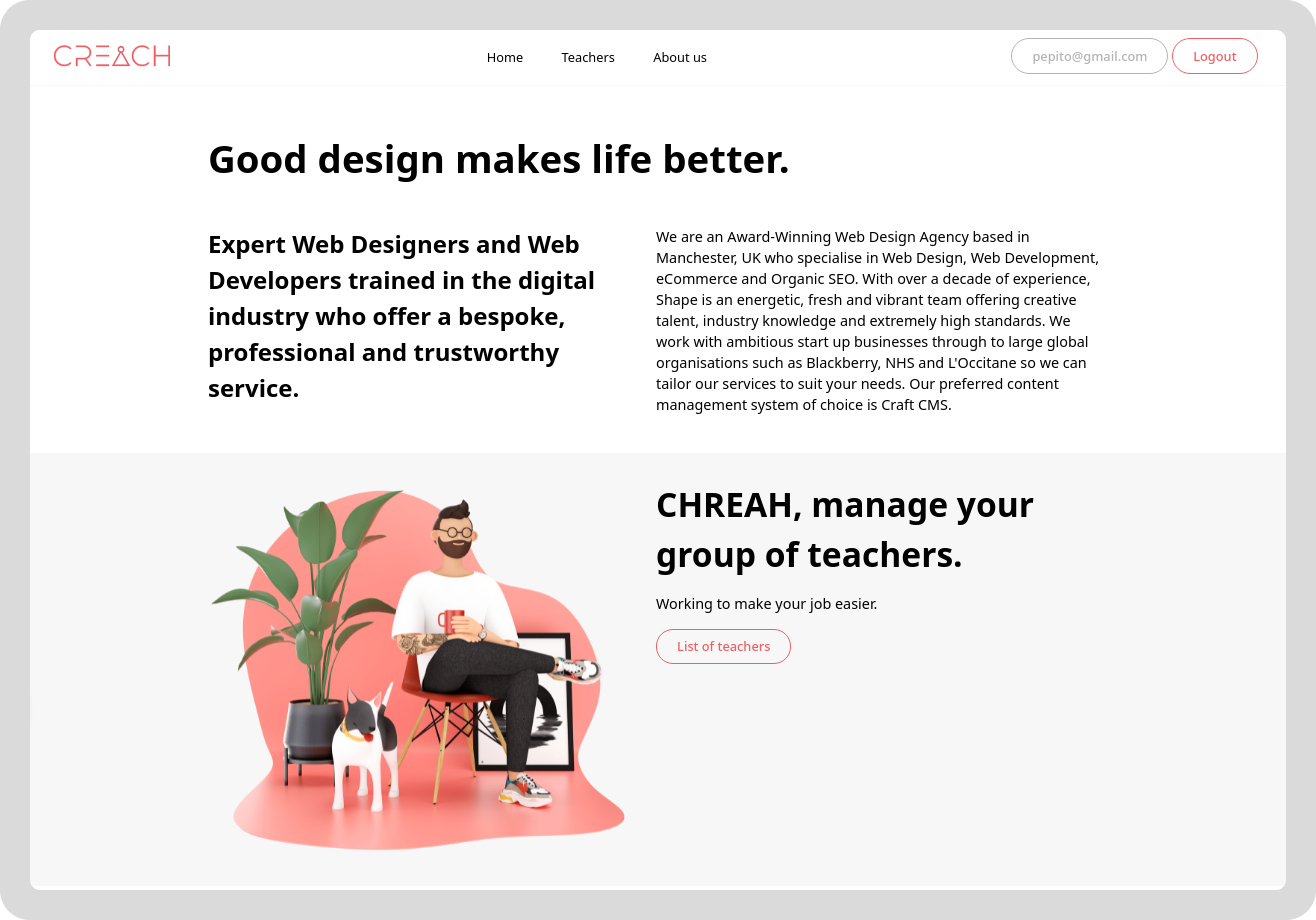 CREACH
Home Teachers About us
pepito@gmail.com Logout
Good design makes life better.
Expert Web Designers and Web
Developers trained in the digital
industry who offer a bespoke,
professional and trustworthy
service.
We are an Award-Winning Web Design Agency based in
Manchester, UK who specialise in Web Design, Web Development,
eCommerce and Organic SEO. With over a decade of experience,
Shape is an energetic, fresh and vibrant team offering creative
talent, industry knowledge and extremely high standards. We
work with ambitious start up businesses through to large global
organisations such as Blackberry, NHS and L'Occitane so we can
tailor our services to suit your needs. Our preferred content
management system of choice is Craft CMS.
CHREAH, manage your
group of teachers.
Working to make your job easier.
List of teachers